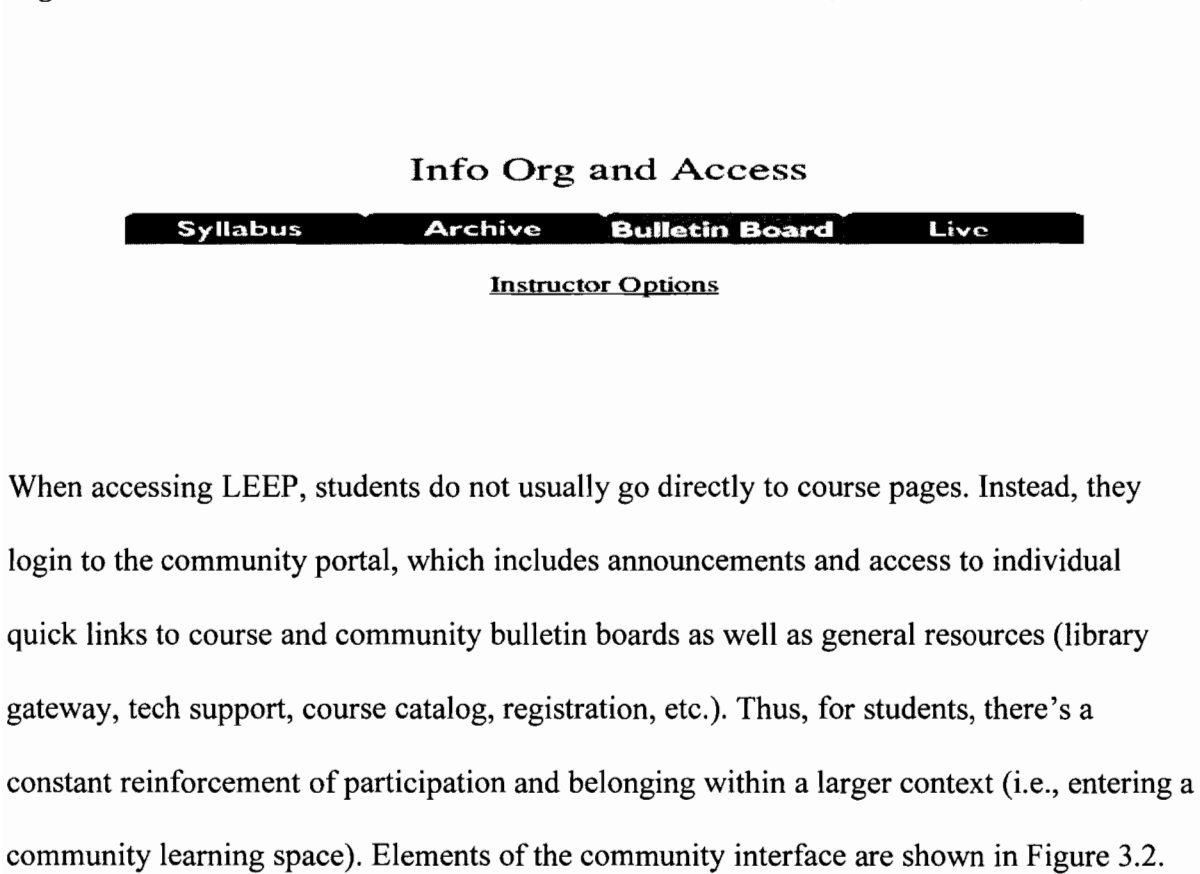 Info Org and Access
Syllabus Archive Bulletin Board Live
Instructor Options
When accessing LEEP, students do not usually go directly to course pages. Instead, they
login to the community portal, which includes announcements and access to individual
quick links to course and community bulletin boards as well as general resources (library
gateway, tech support, course catalog, registration, etc.). Thus, for students, there's a
constant reinforcement of participation and belonging within a larger context (i.e., entering a
community learning space). Elements of the community interface are shown in Figure 3.2.